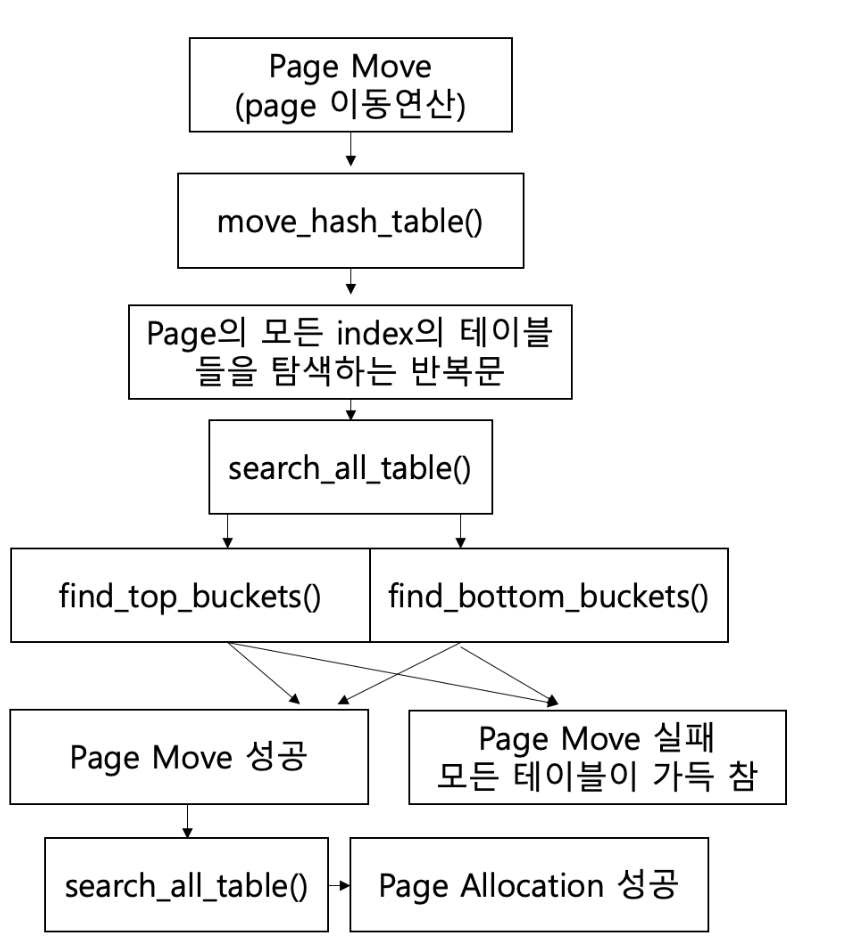 Page Move
(page 이동연산)
move_hash_table()
Page의 모든 index의 테이블
들을 탐색하는 반복문
search_all_table()
find_top_buckets()
find_bottom_buckets()
Page Move 성공
Page Move 실패
모든 테이블이 가득 참
search_all_table()
Page Allocation 성공